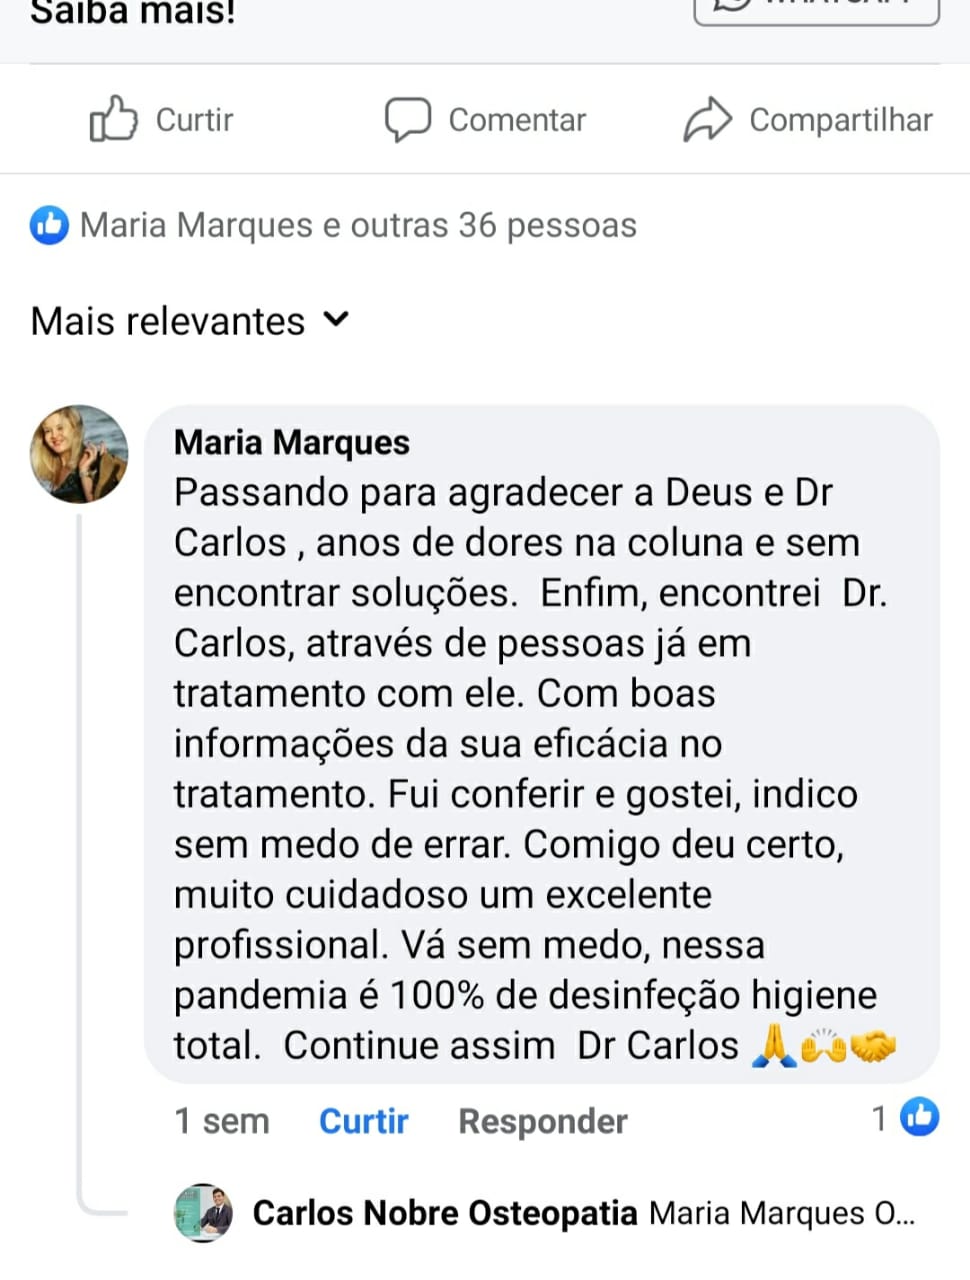 Saiba mais!
Curtir Comentar Compartilhar
Maria Marques e outras 36 pessoas
Mais relevantes
Maria Marques
Passando para agradecer a Deus e Dr
Carlos , anos de dores na coluna e sem
encontrar soluções.  Enfim, encontrei  Dr.
Carlos, através de pessoas já em
tratamento com ele. Com boas
informações da sua eficácia no
tratamento. Fui conferir e gostei, indico
sem medo de errar. Comigo deu certo,
muito cuidadoso um excelente
profissional. Vá sem medo, nessa
pandemia é 100% de desinfeção higiene
total.  Continue assim  Dr Carlos 🙏🙌🤝
1 sem Curtir Responder 1
Carlos Nobre Osteopatia Maria Marques O...